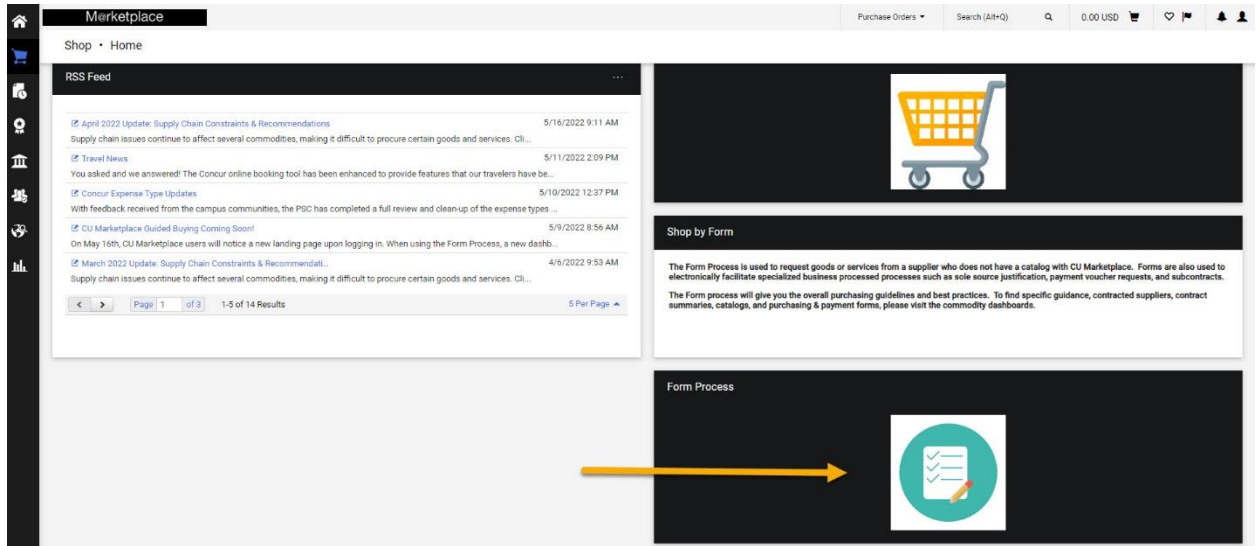 M@rketplace
Purchase Orders
Search (Alt+Q)
0.00 USD
Shop • Home
RSS Feed
...
April 2022 Update: Supply Chain Constraints & Recommendations
5/16/2022 9:11 AM
Supply chain issues continue to affect several commodities, making it difficult to procure certain goods and services. Cli...
Travel News
5/11/2022 2:09 PM
You asked and we answered! The Concur online booking tool has been enhanced to provide features that our travelers have be...
Concur Expense Type Updates
5/10/2022 12:37 PM
With feedback received from the campus communities, the PSC has completed a full review and clean-up of the expense types ...
CU Marketplace Guided Buying Coming Soon!
5/9/2022 8:56 AM
On May 16th, CU Marketplace users will notice a new landing page upon logging in. When using the Form Process, a new dashb...
March 2022 Update: Supply Chain Constraints & Recommendati...
4/6/2022 9:53 AM
Supply chain issues continue to affect several commodities, making it difficult to procure certain goods and services. Cli...
Page 1 of 3
1-5 of 14 Results
5 Per Page
Shop by Form
The Form Process is used to request goods or services from a supplier who does not have a catalog with CU Marketplace. Forms are also used to
electronically facilitate specialized business processed processes such as sole source justification, payment voucher requests, and subcontracts.
The Form process will give you the overall purchasing guidelines and best practices. To find specific guidance, contracted suppliers, contract
summaries, catalogs, and purchasing & payment forms, please visit the commodity dashboards.
Form Process